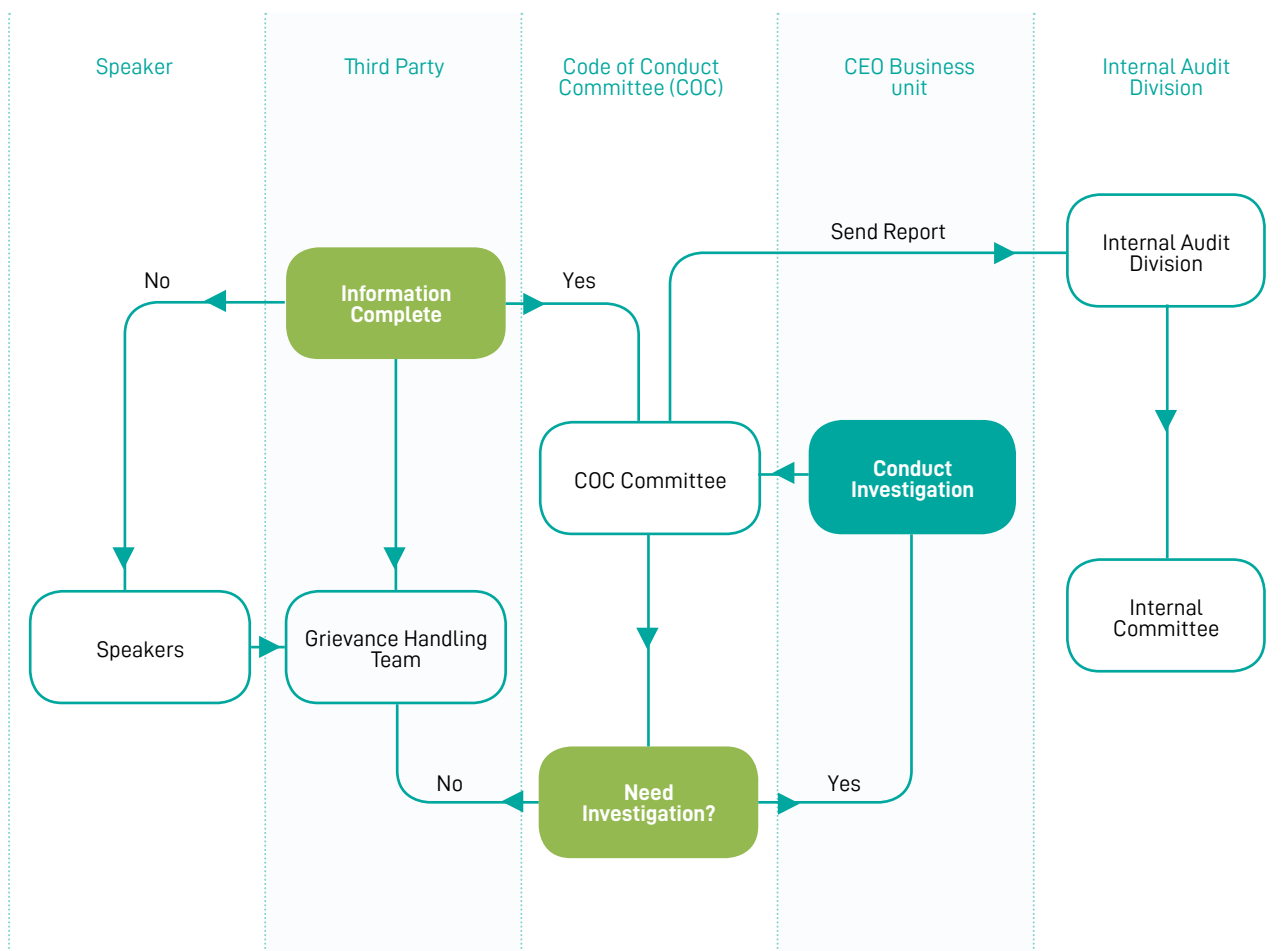 Speaker
Third Party
Code of Conduct
Committee (COC)
CEO Business
unit
Internal Audit
Division
Send Report
Internal Audit
Division
No
Information
Complete
Yes
COC Committee
Conduct
Investigation
Speakers
Grievance Handling
Team
Internal
Committee
No
Need
Investigation?
Yes